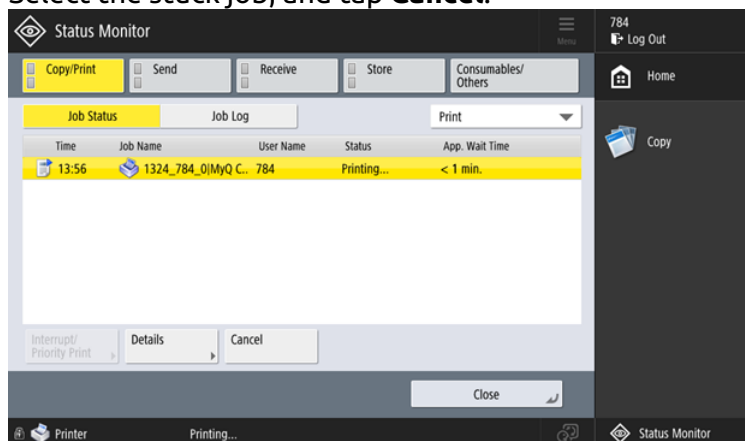 Select the stuck job, and tap Cancel.
Status Monitor
Menu
784
Log Out
Copy/Print
Send
Receive
Store
Consumables/
Others
Home
Job Status
Job Log
Print
Copy
Time Job Name User Name Status App. Wait Time
13:56 1324_784_0|MyQ C.. 784 Printing... < 1 min.
Interrupt/
Priority Print
Details
Cancel
Close
Printer
Printing...
Status Monitor